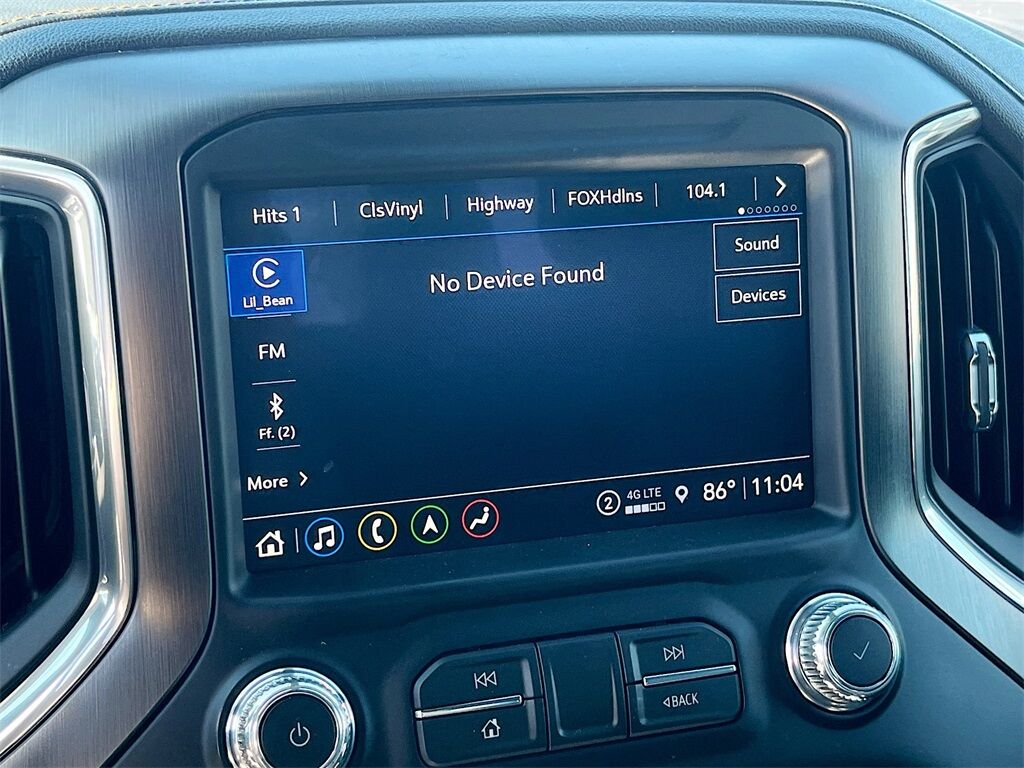 Hits 1
ClsVinyl
Highway
FOXHdlns
104.1
Lil_Bean
No Device Found
Sound
Devices
FM
Ff. (2)
More
2
4G LTE
86°
11:04
BACK